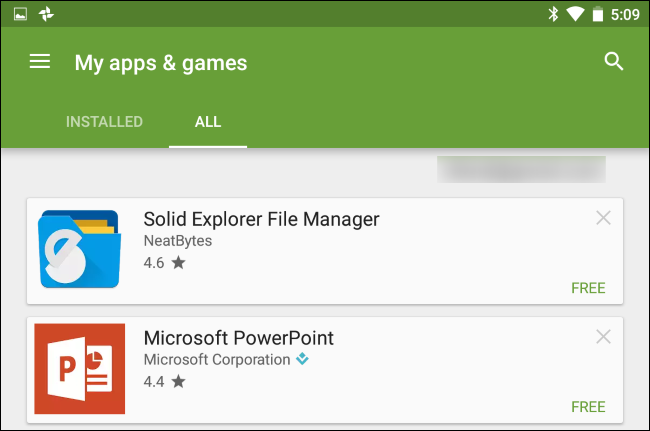 5:09
My apps & games
INSTALLED ALL
Solid Explorer File Manager
NeatBytes
4.6 ★
FREE
Microsoft PowerPoint
Microsoft Corporation
4.4 ★
FREE